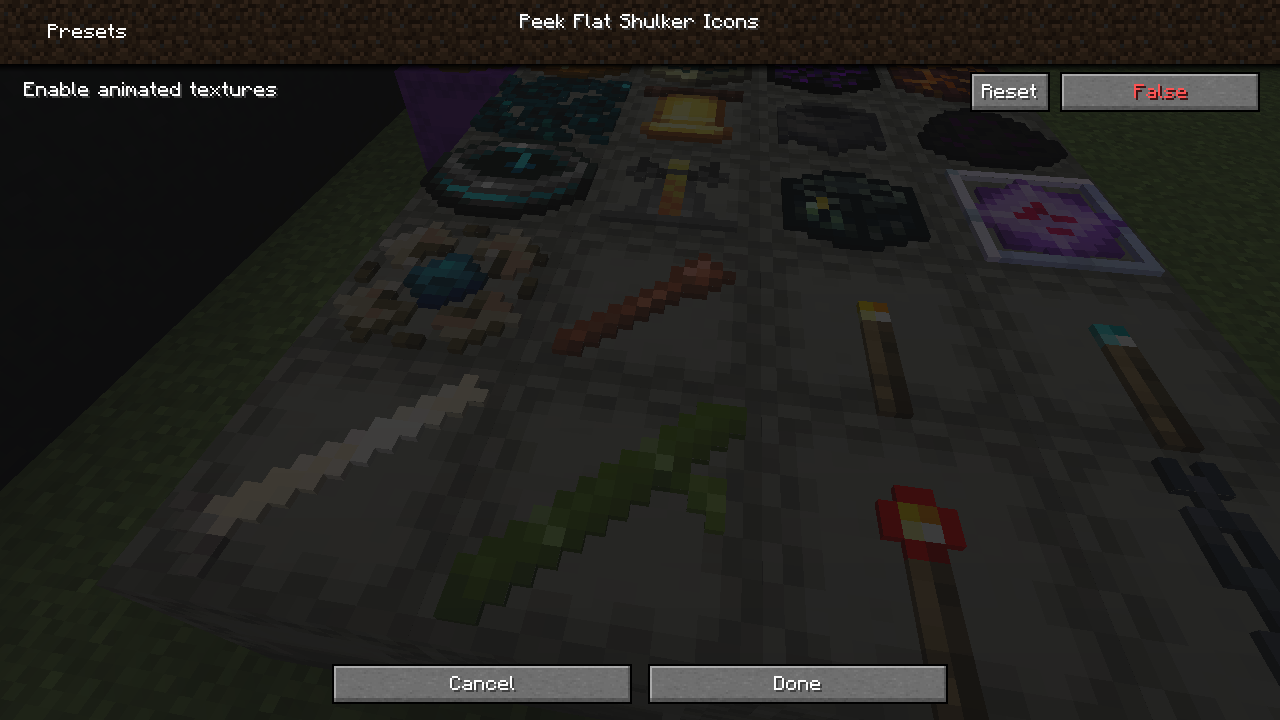 Peek Flat Shulker Icons
Presets
Enable animated textures
Reset
False
Cancel
Done